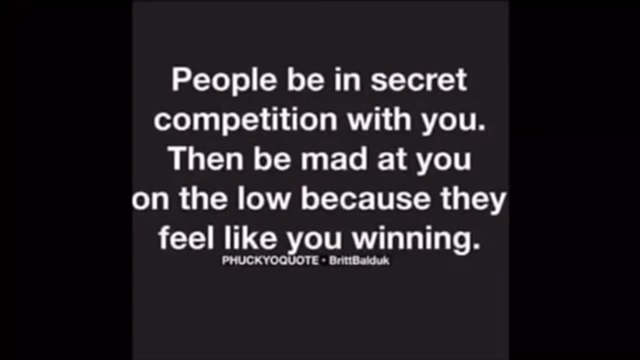 People be in secret
competition with you.
Then be mad at you
on the low because they
feel like you winning.
PHUCKYOQUOTE • BrittBalduk